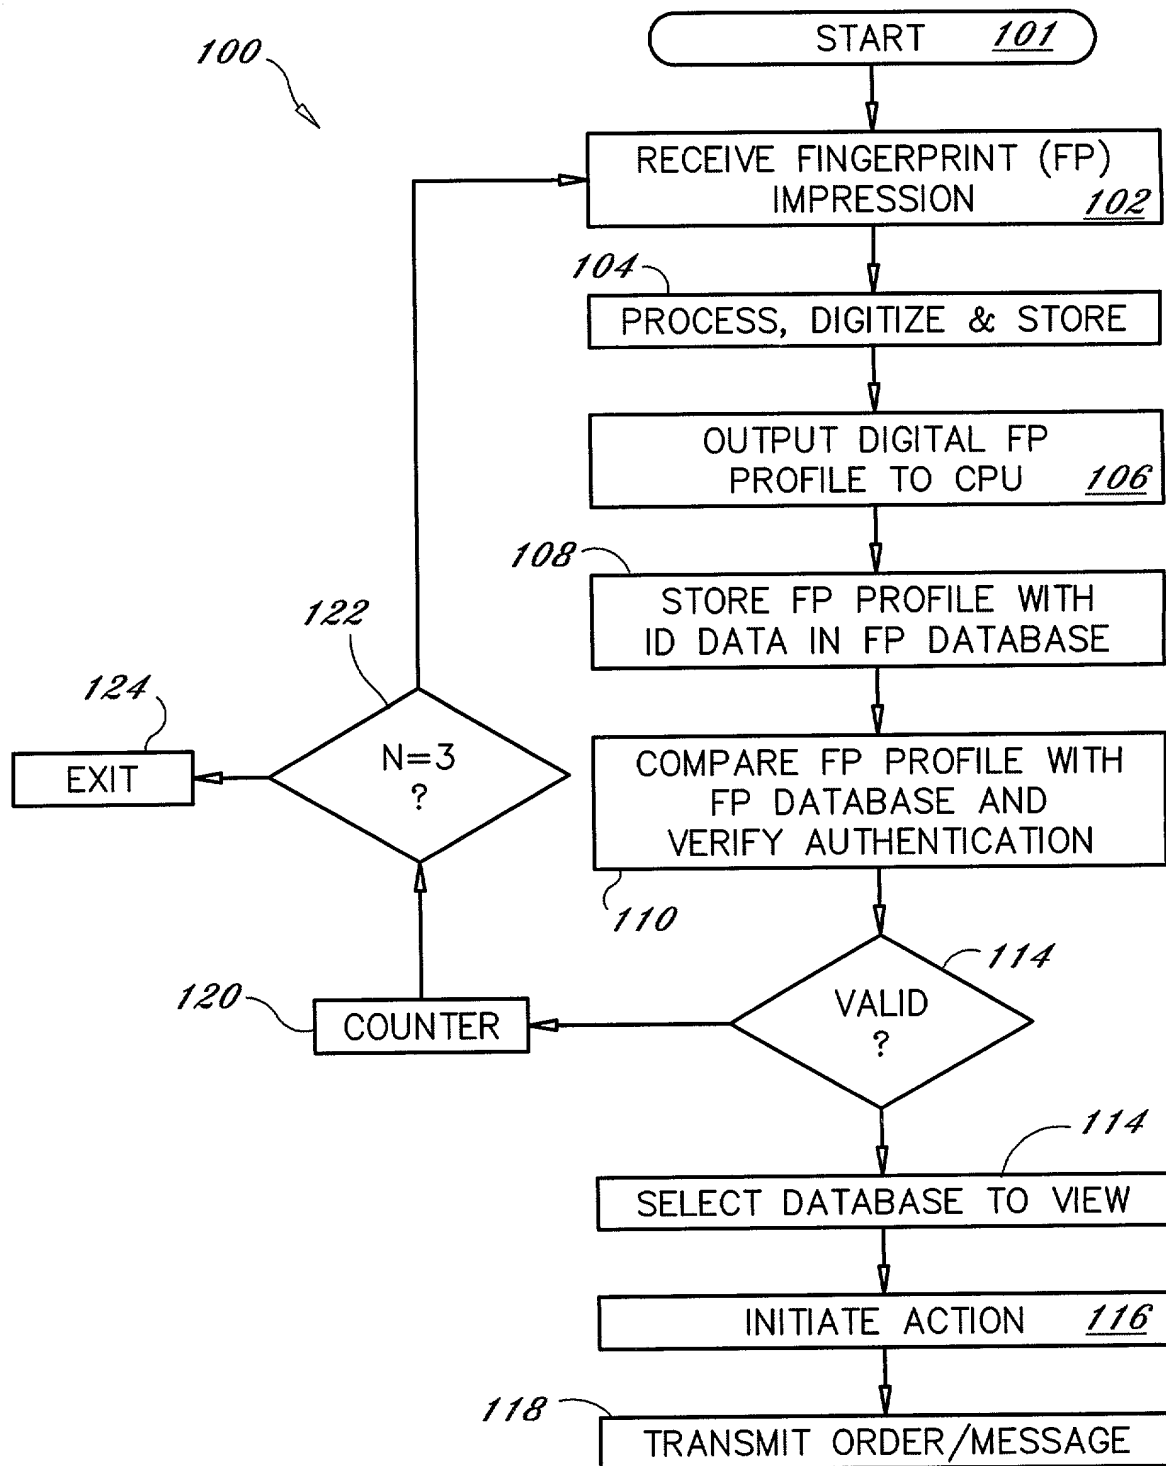 100
START 101
RECEIVE FINGERPRINT (FP)
IMPRESSION 102
104
PROCESS, DIGITIZE & STORE
OUTPUT DIGITAL FP
PROFILE TO CPU 106
108
STORE FP PROFILE WITH
ID DATA IN FP DATABASE
122
N=3
?
124
EXIT
COMPARE FP PROFILE WITH
FP DATABASE AND
VERIFY AUTHENTICATION
110
114
VALID
?
120
COUNTER
114
SELECT DATABASE TO VIEW
INITIATE ACTION 116
118
TRANSMIT ORDER/MESSAGE